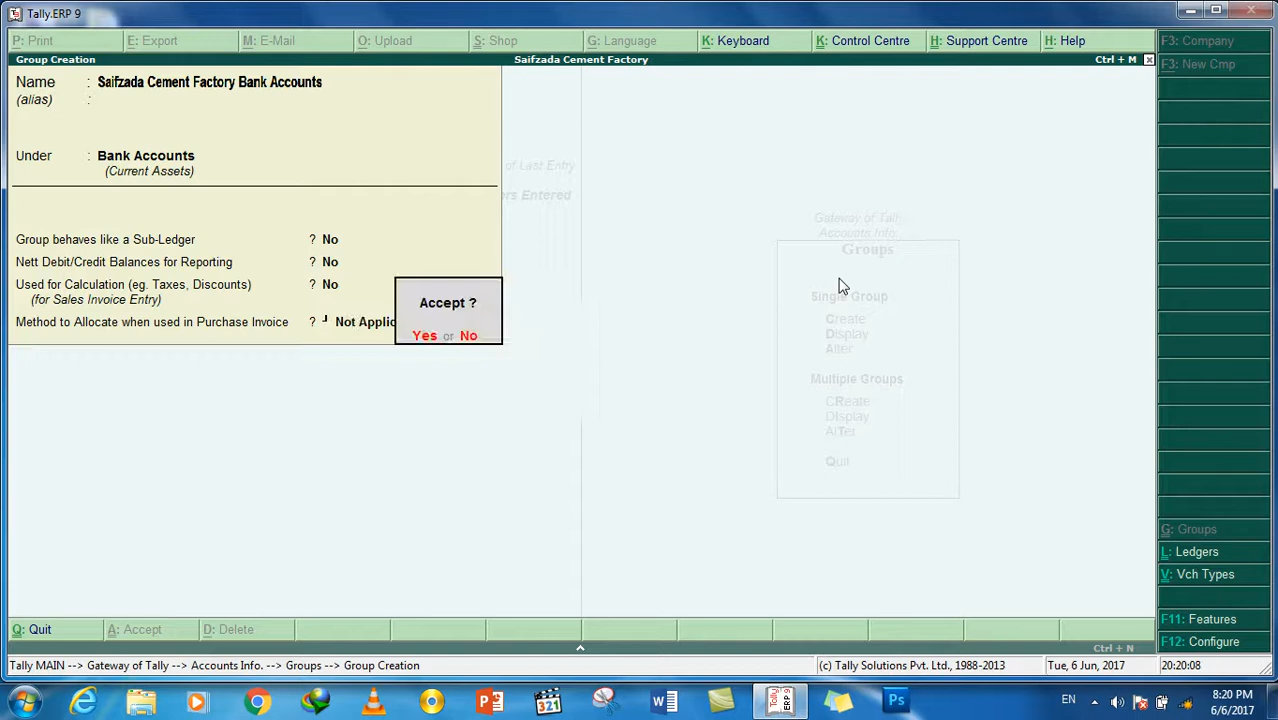 Tally.ERP 9
P: Print E: Export M: E-Mail O: Upload S: Shop G: Language K: Keyboard K: Control Centre H: Support Centre H: Help F3: Company
Group Creation Saifzada Cement Factory Ctrl + M
F3: New Cmp
Name : Saifzada Cement Factory Bank Accounts
(alias) :
Under : Bank Accounts
(Current Assets)
of Last Entry
ers Entered
Gateway of Tally
Accounts Info.
Groups
Single Group
Create
Display
Alter
Multiple Groups
CReate
DIsplay
AlTer
Quit
Group behaves like a Sub-Ledger ? No
Nett Debit/Credit Balances for Reporting ? No
Used for Calculation (eg. Taxes, Discounts) ? No
(for Sales Invoice Entry)
Method to Allocate when used in Purchase Invoice ? Not Applic
Accept ?
Yes or No
G: Groups
L: Ledgers
V: Vch Types
F11: Features
F12: Configure
Q: Quit A: Accept D: Delete
Ctrl + N
Tally MAIN --> Gateway of Tally --> Accounts Info. --> Groups --> Group Creation (c) Tally Solutions Pvt. Ltd., 1988-2013 Tue, 6 Jun, 2017 20:20:08
321
EN
8:20 PM
6/6/2017